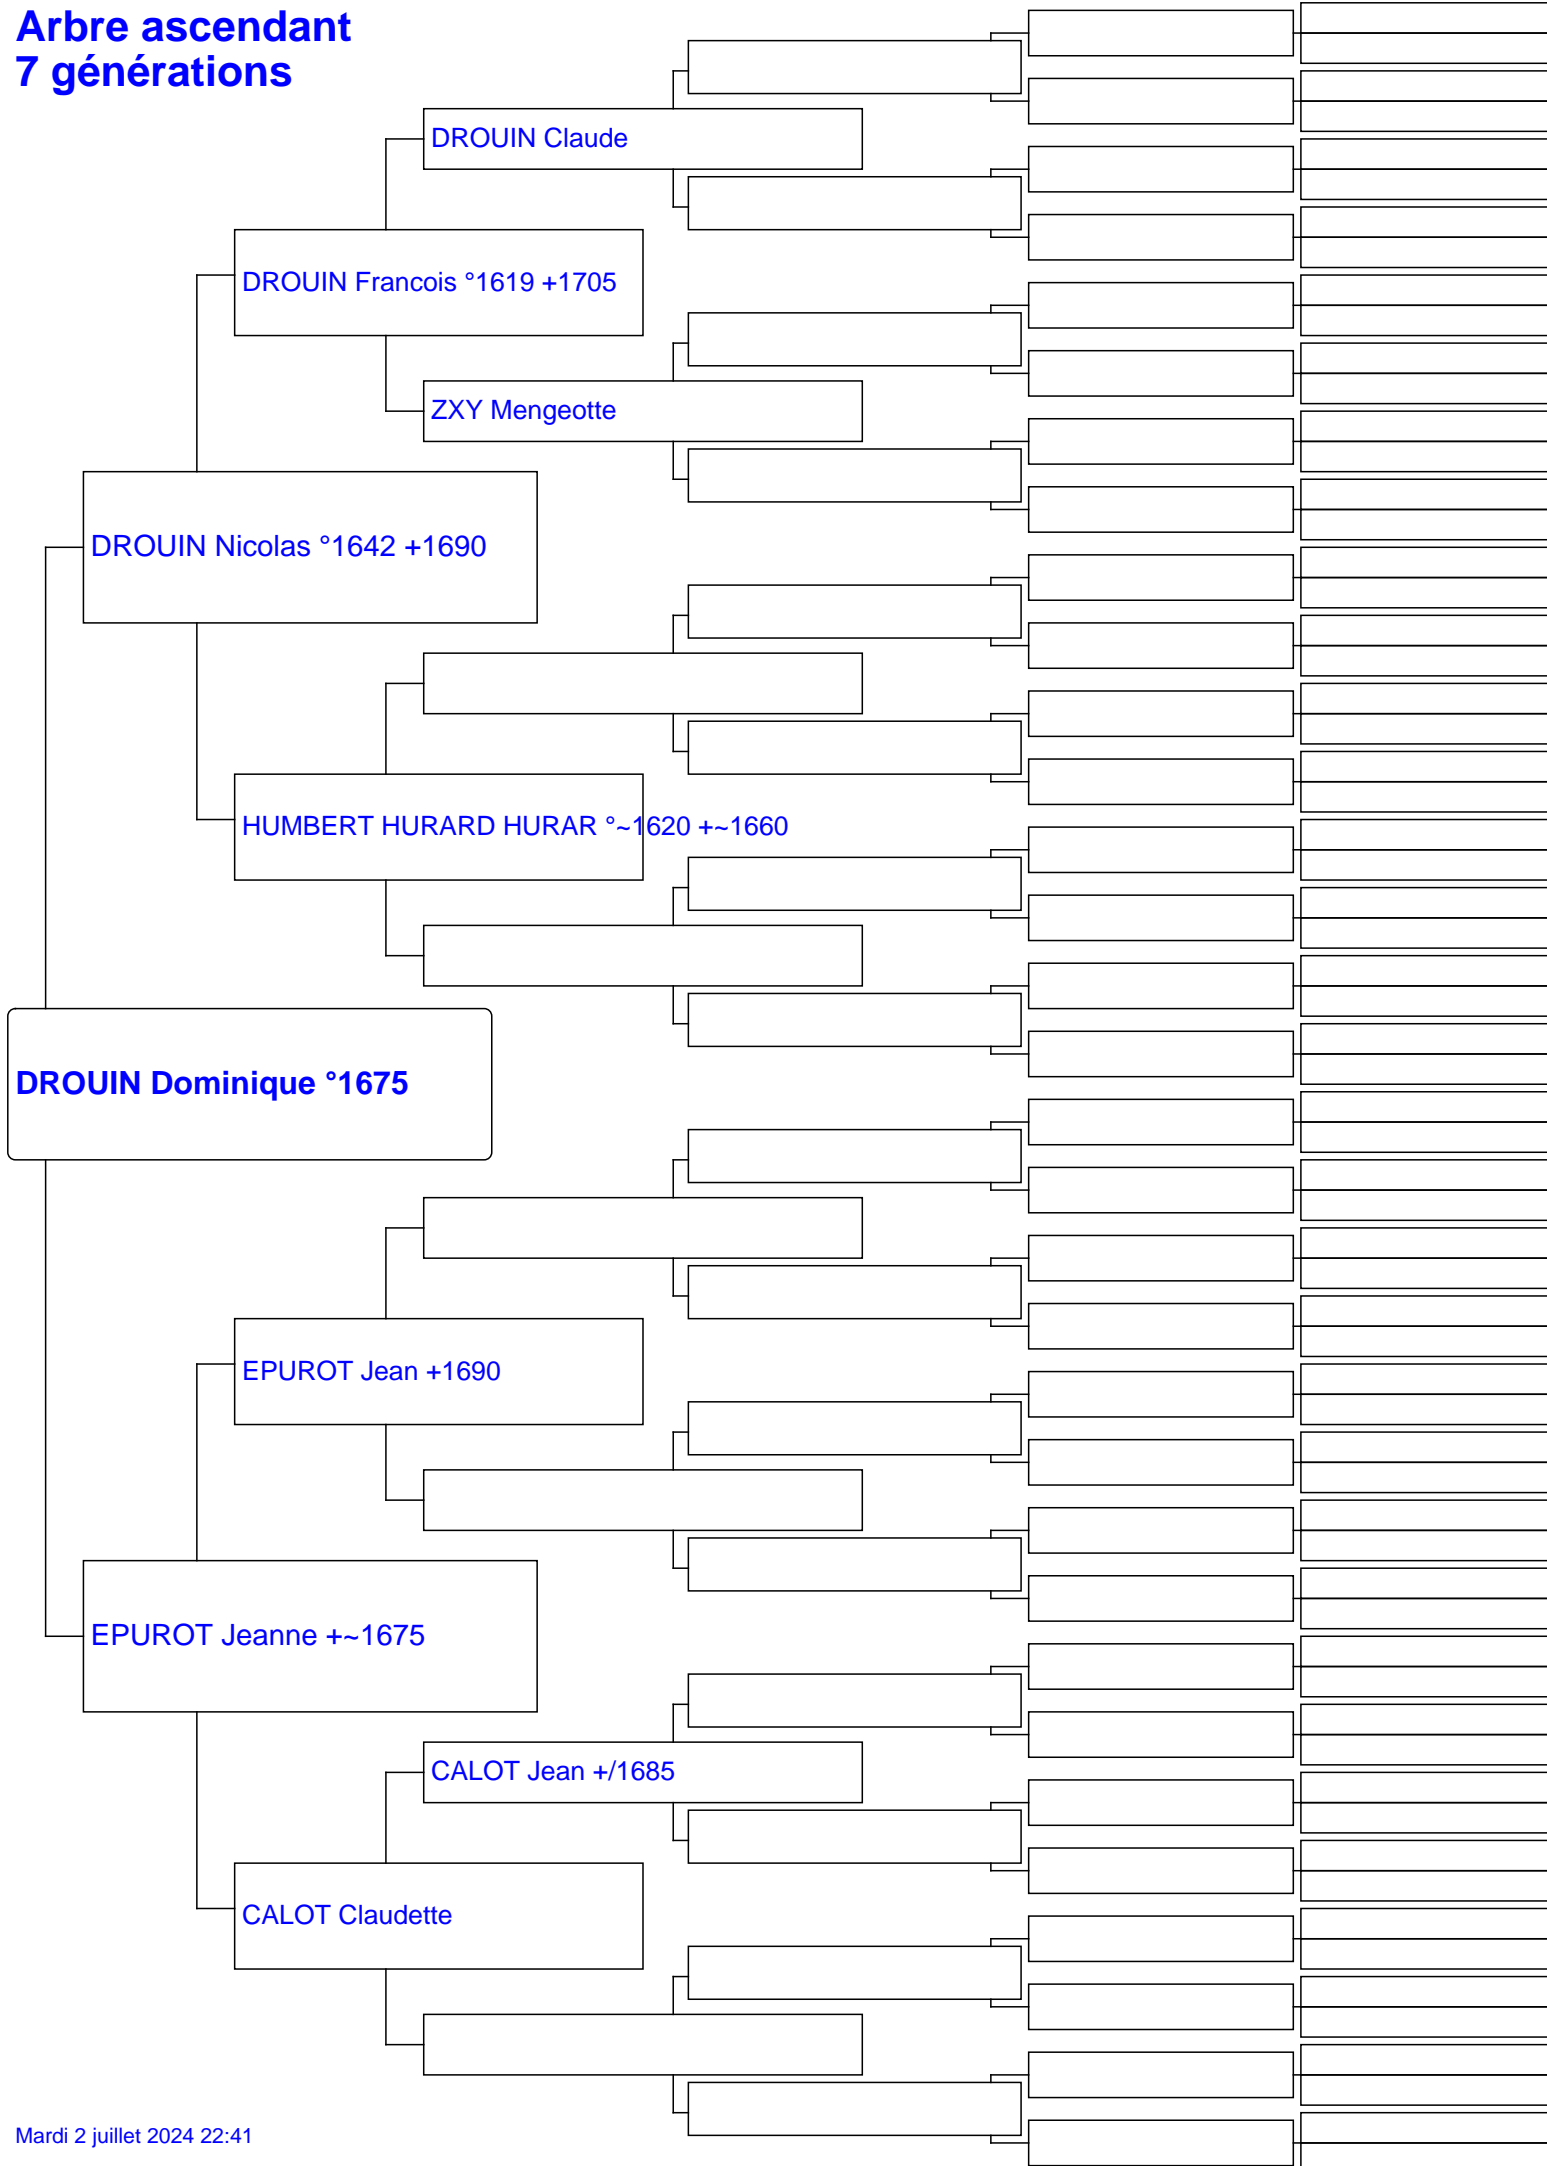 Arbre ascendant
7 générations
DROUIN Claude
DROUIN Francois °1619 +1705
ZXY Mengeotte
DROUIN Nicolas °1642 +1690
HUMBERT HURARD HURAR °~1620 +~1660
DROUIN Dominique °1675
EPUROT Jean +1690
EPUROT Jeanne +~1675
CALOT Jean +/1685
CALOT Claudette
Mardi 2 juillet 2024 22:41